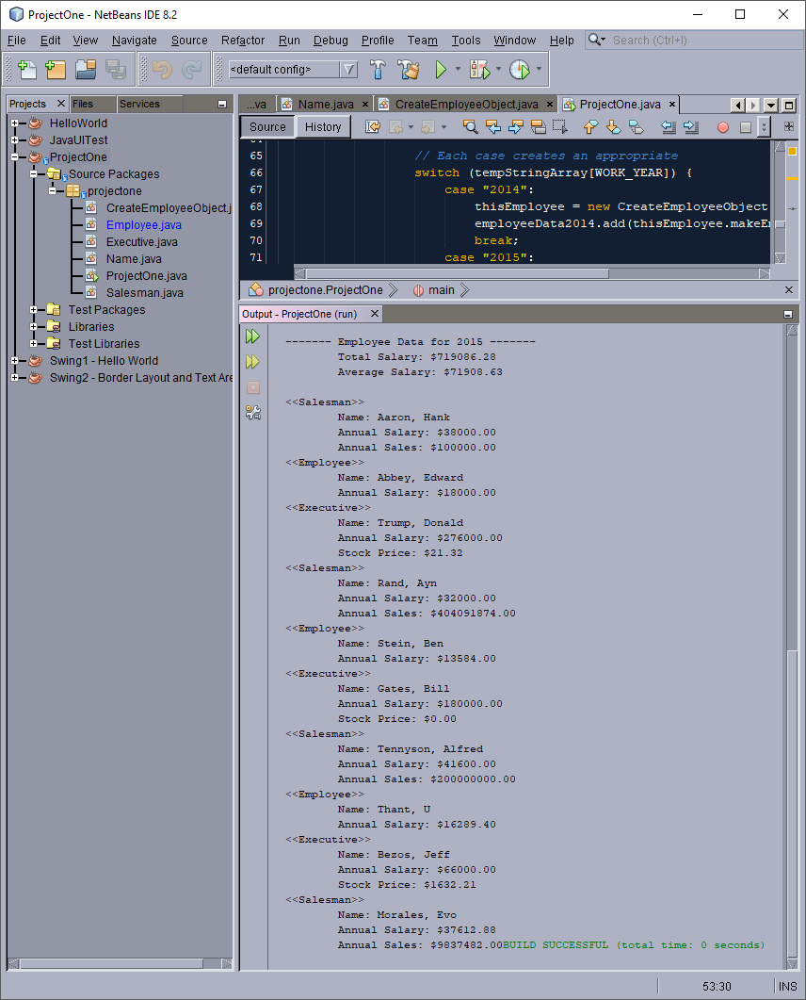 ProjectOne - NetBeans IDE 8.2
File Edit View Navigate Source Refactor Run Debug Profile Team Tools Window Help Search (Ctrl+I)
<default config>
Projects Files Services
HelloWorld
JavaUITest
ProjectOne
Source Packages
projectone
CreateEmployeeObject.j
Employee.java
Executive.java
Name.java
ProjectOne.java
Salesman.java
Test Packages
Libraries
Test Libraries
Swing1 - Hello World
Swing2 - Border Layout and Text Are
...va Name.java CreateEmployeeObject.java ProjectOne.java
Source History
65 // Each case creates an appropriate
66 switch (tempStringArray[WORK_YEAR]) {
67 case "2014":
68 thisEmployee = new CreateEmployeeObject
69 employeeData2014.add(thisEmployee.makeEm
70 break;
71 case "2015":
projectone.ProjectOne main
Output - ProjectOne (run)
------- Employee Data for 2015 -------
Total Salary: $719086.28
Average Salary: $71908.63
<<Salesman>>
Name: Aaron, Hank
Annual Salary: $38000.00
Annual Sales: $100000.00
<<Employee>>
Name: Abbey, Edward
Annual Salary: $18000.00
<<Executive>>
Name: Trump, Donald
Annual Salary: $276000.00
Stock Price: $21.32
<<Salesman>>
Name: Rand, Ayn
Annual Salary: $32000.00
Annual Sales: $404091874.00
<<Employee>>
Name: Stein, Ben
Annual Salary: $13584.00
<<Executive>>
Name: Gates, Bill
Annual Salary: $180000.00
Stock Price: $0.00
<<Salesman>>
Name: Tennyson, Alfred
Annual Salary: $41600.00
Annual Sales: $200000000.00
<<Employee>>
Name: Thant, U
Annual Salary: $16289.40
<<Executive>>
Name: Bezos, Jeff
Annual Salary: $66000.00
Stock Price: $1632.21
<<Salesman>>
Name: Morales, Evo
Annual Salary: $37612.88
Annual Sales: $9837482.00BUILD SUCCESSFUL (total time: 0 seconds)
53:30 INS